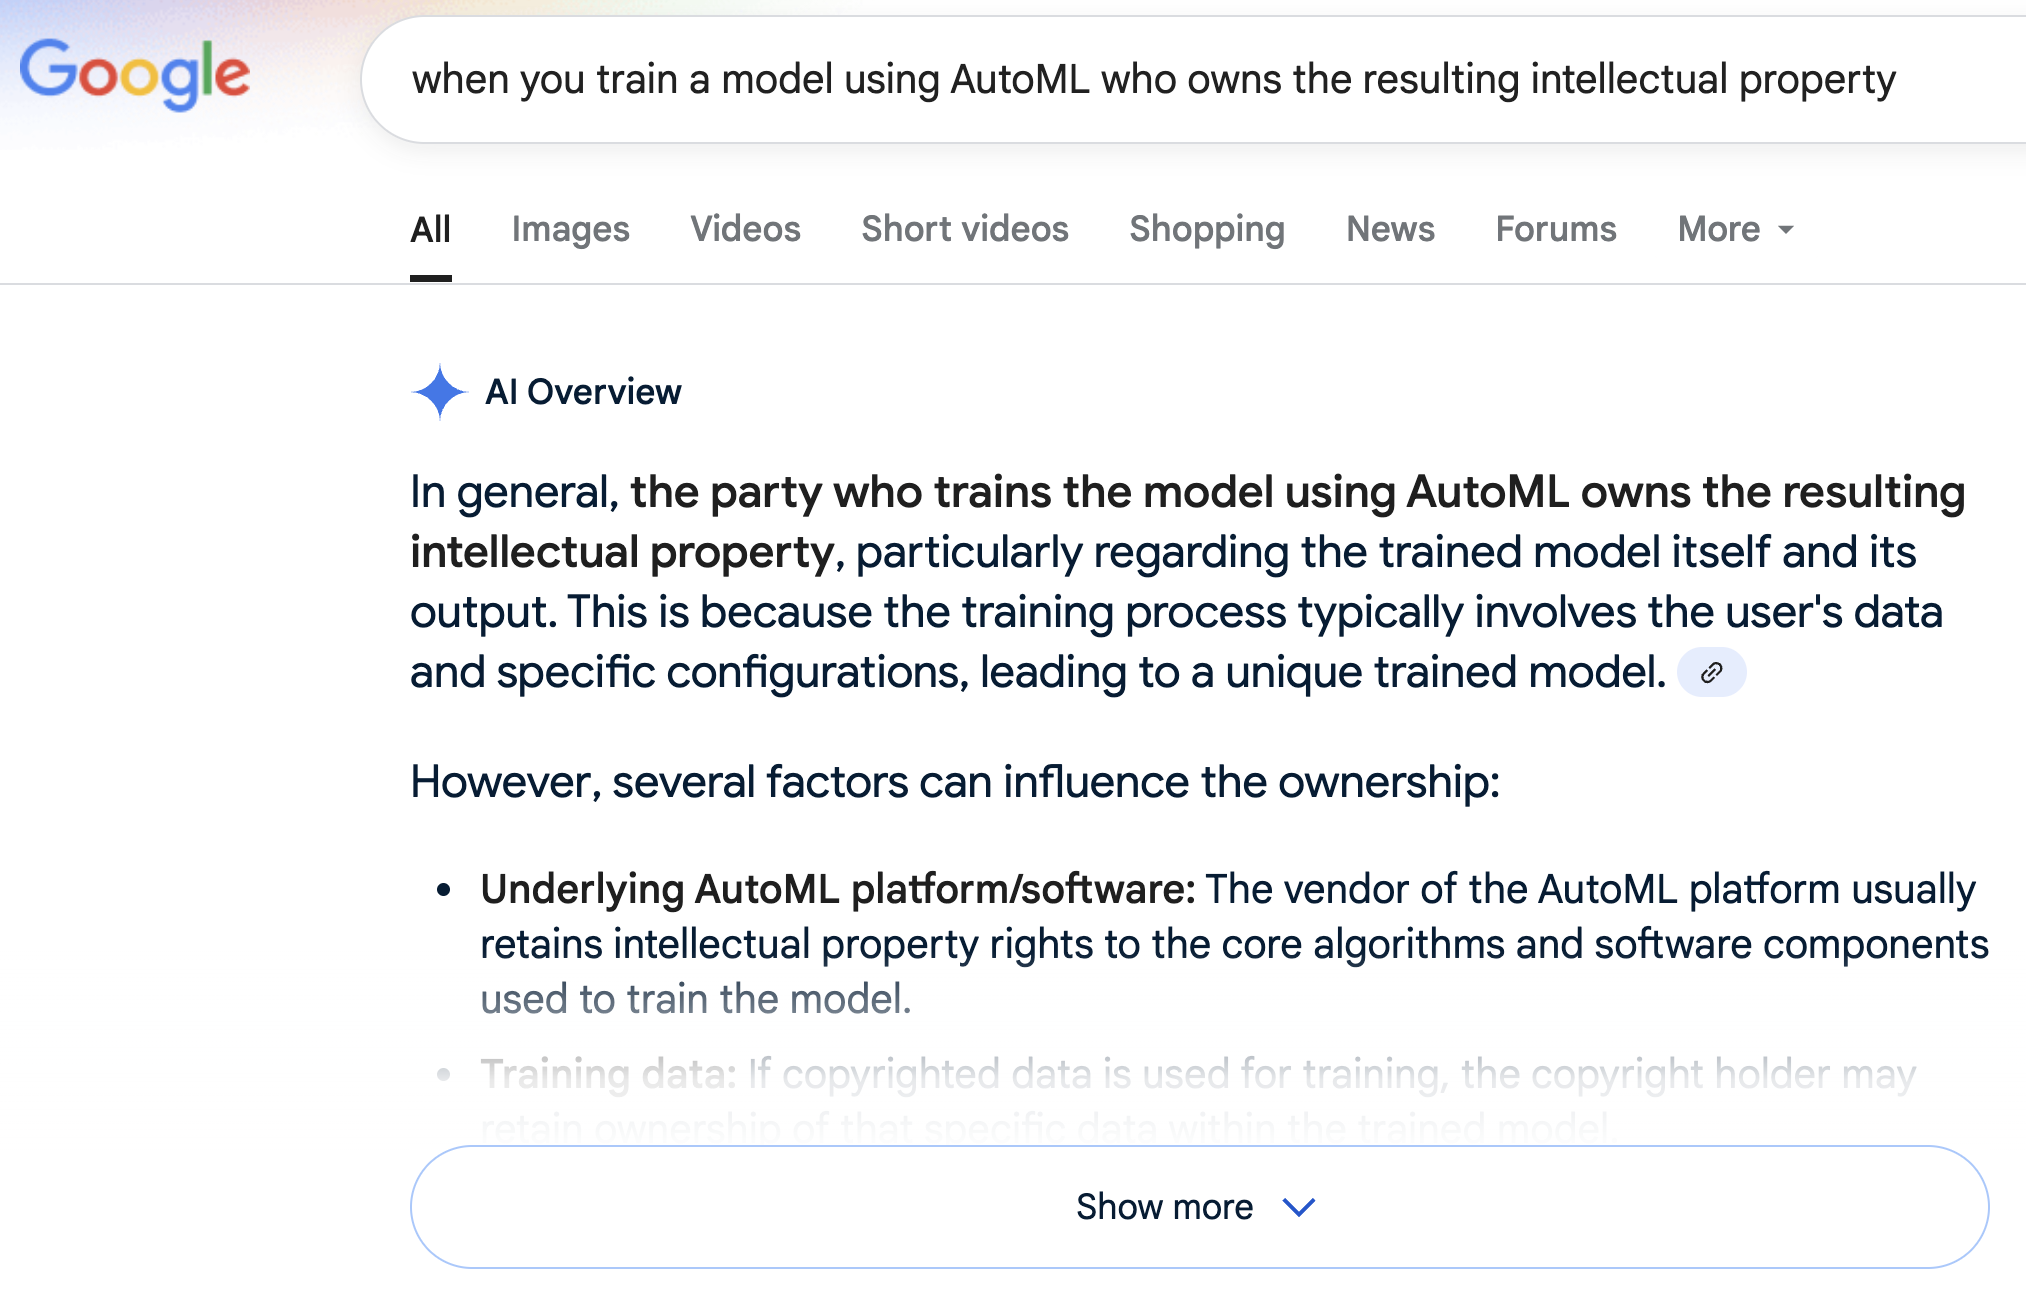 Google
when you train a model using AutoML who owns the resulting intellectual property
All Images Videos Short videos Shopping News Forums More
AI Overview
In general, the party who trains the model using AutoML owns the resulting
intellectual property, particularly regarding the trained model itself and its
output. This is because the training process typically involves the user's data
and specific configurations, leading to a unique trained model.
However, several factors can influence the ownership:
• Underlying AutoML platform/software: The vendor of the AutoML platform usually
retains intellectual property rights to the core algorithms and software components
used to train the model.
• Training data: If copyrighted data is used for training, the copyright holder may
retain ownership of that specific data within the trained model.
Show more